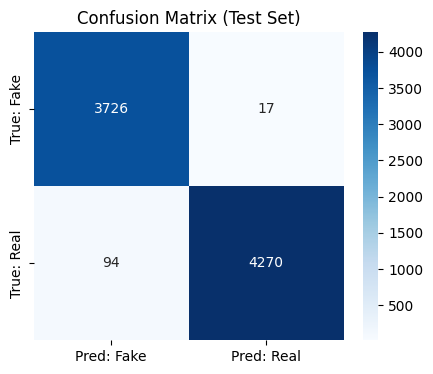 Confusion Matrix (Test Set)
True: Fake
3726
17
True: Real
94
4270
Pred: Fake
Pred: Real
4000
3500
3000
2500
2000
1500
1000
500